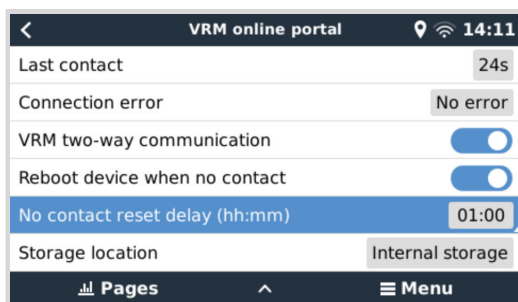 VRM online portal 14:11
Last contact 24s
Connection error No error
VRM two-way communication
Reboot device when no contact
No contact reset delay (hh:mm) 01:00
Storage location Internal storage
Pages Menu